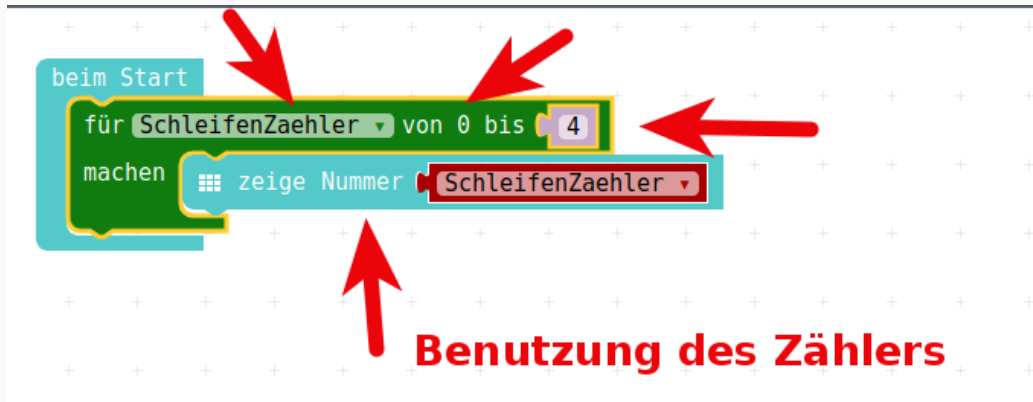 beim Start
für SchleifenZaehler von 0 bis 4
machen
zeige Nummer SchleifenZaehler
Benutzung des Zählers